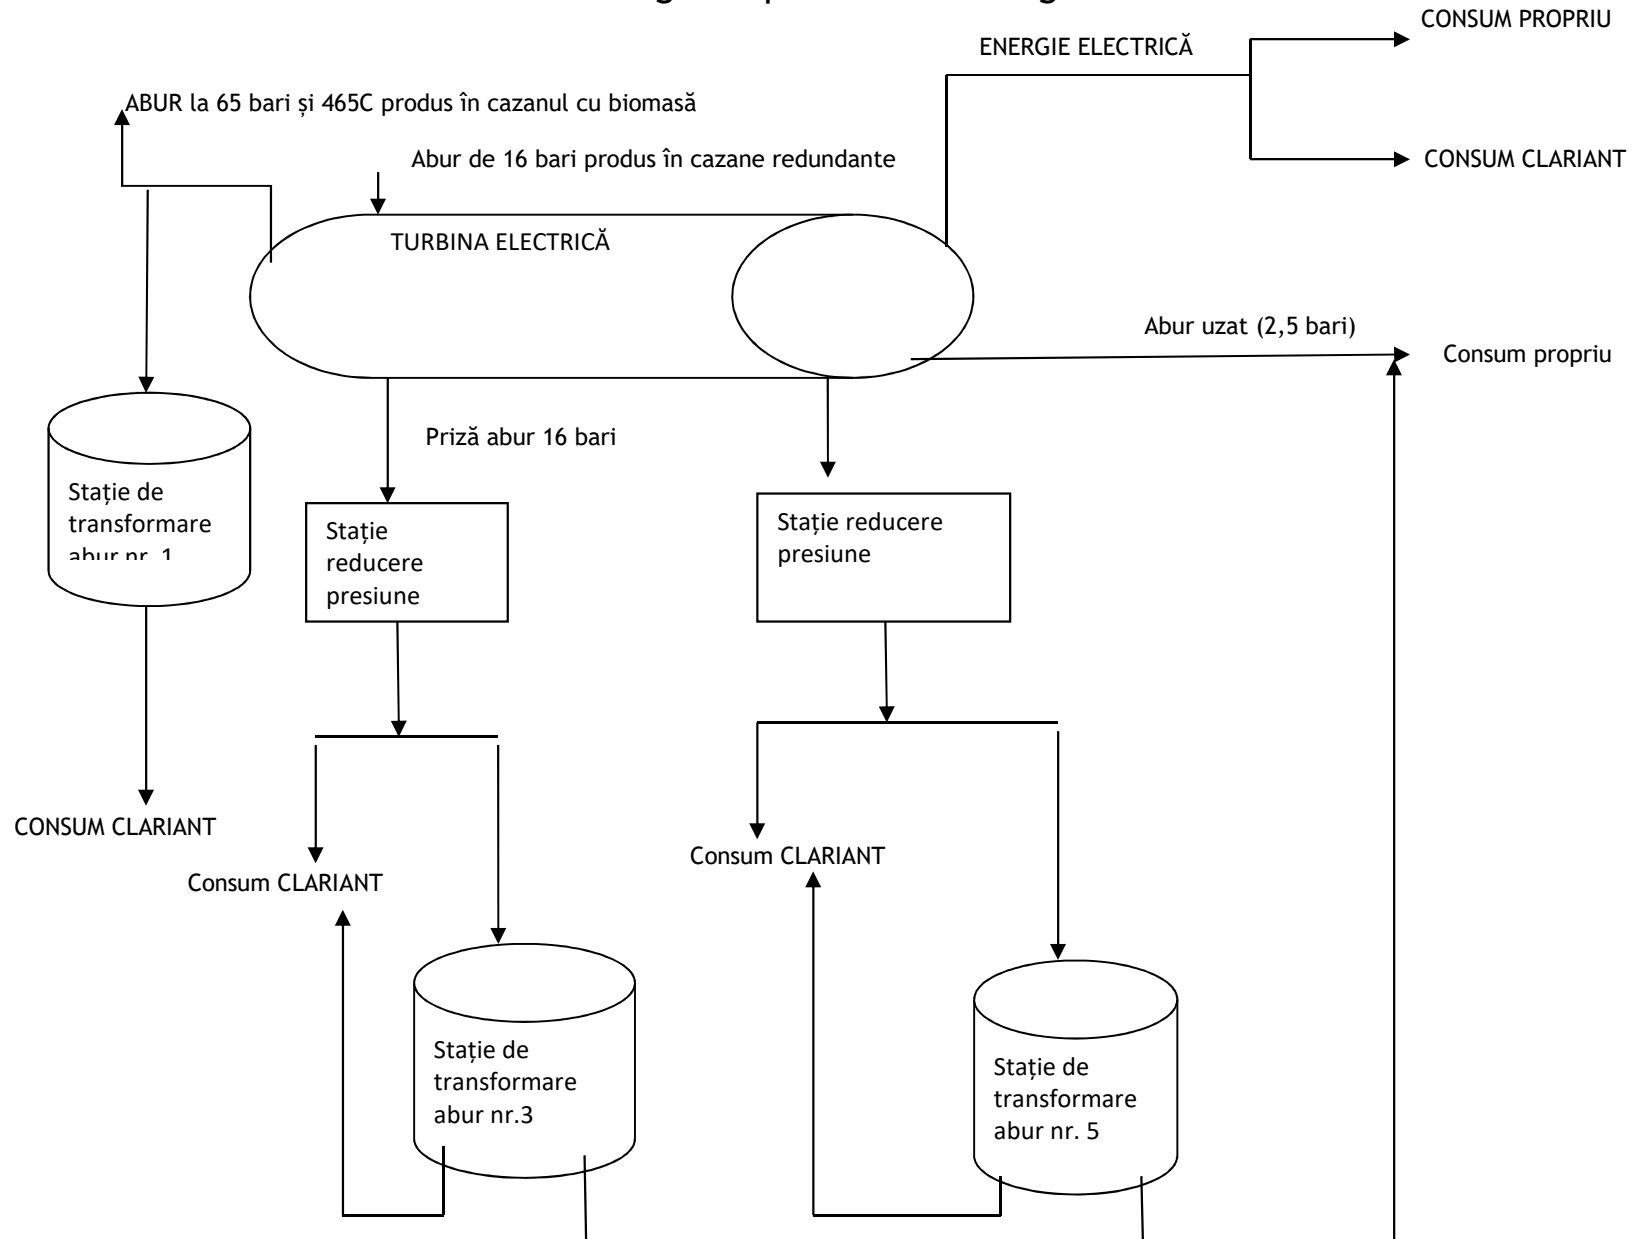 CONSUM PROPRIU
ENERGIE ELECTRICĂ
ABUR la 65 bari și 465C produs în cazanul cu biomasă
Abur de 16 bari produs în cazane redundante
CONSUM CLARIANT
TURBINA ELECTRICĂ
Abur uzat (2,5 bari)
Consum propriu
Priză abur 16 bari
Stație de
transformare
abur nr. 1
Stație
reducere
presiune
Stație reducere
presiune
CONSUM CLARIANT
Consum CLARIANT
Consum CLARIANT
Stație de
transformare
abur nr.3
Stație de
transformare
abur nr. 5